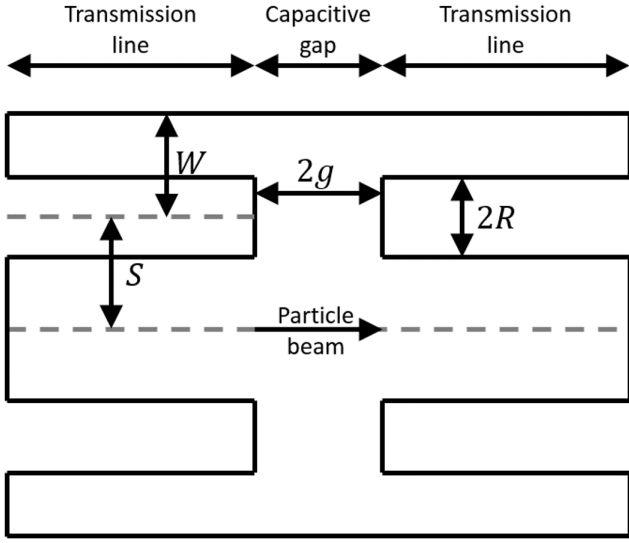 Transmission line
Capacitive gap
Transmission line
W
2g
2R
S
Particle beam